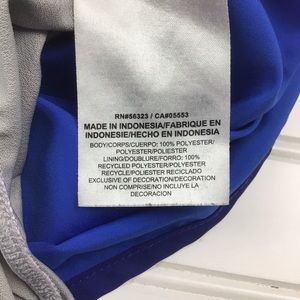 RN#56323 / CA#05553
MADE IN INDONESIA/FABRIQUE EN
INDONESIE/HECHO EN INDONESIA
BODY/CORPS/CUERPO: 100% POLYESTER/
POLYESTER/POLIESTER
LINING/DOUBLURE/FORRO: 100%
RECYCLED POLYESTER/POLYESTER
RECYCLE/POLIESTER RECICLADO
EXCLUSIVE OF DECORATION/DECORATION
NON COMPRISE/NO INCLUYE LA
DECORACION